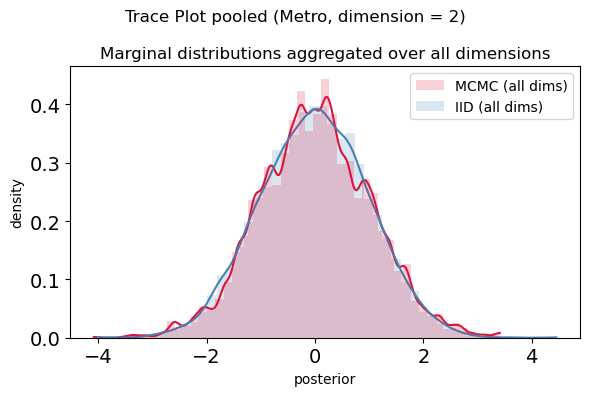 Trace Plot pooled (Metro, dimension = 2)
Marginal distributions aggregated over all dimensions
MCMC (all dims)
IID (all dims)
density
0.4
0.3
0.2
0.1
0.0
−4
−2
0
2
4
posterior